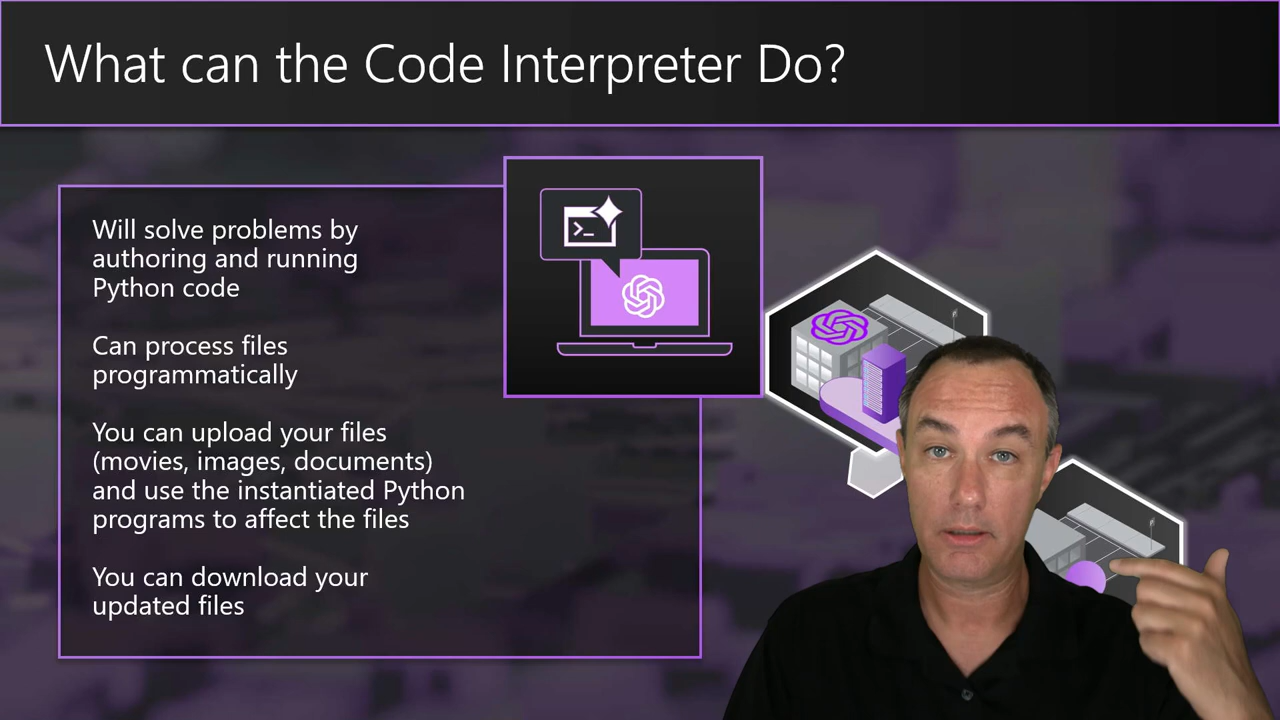 What can the Code Interpreter Do?
Will solve problems by
authoring and running
Python code
Can process files
programmatically
You can upload your files
(movies, images, documents)
and use the instantiated Python
programs to affect the files
You can download your
updated files